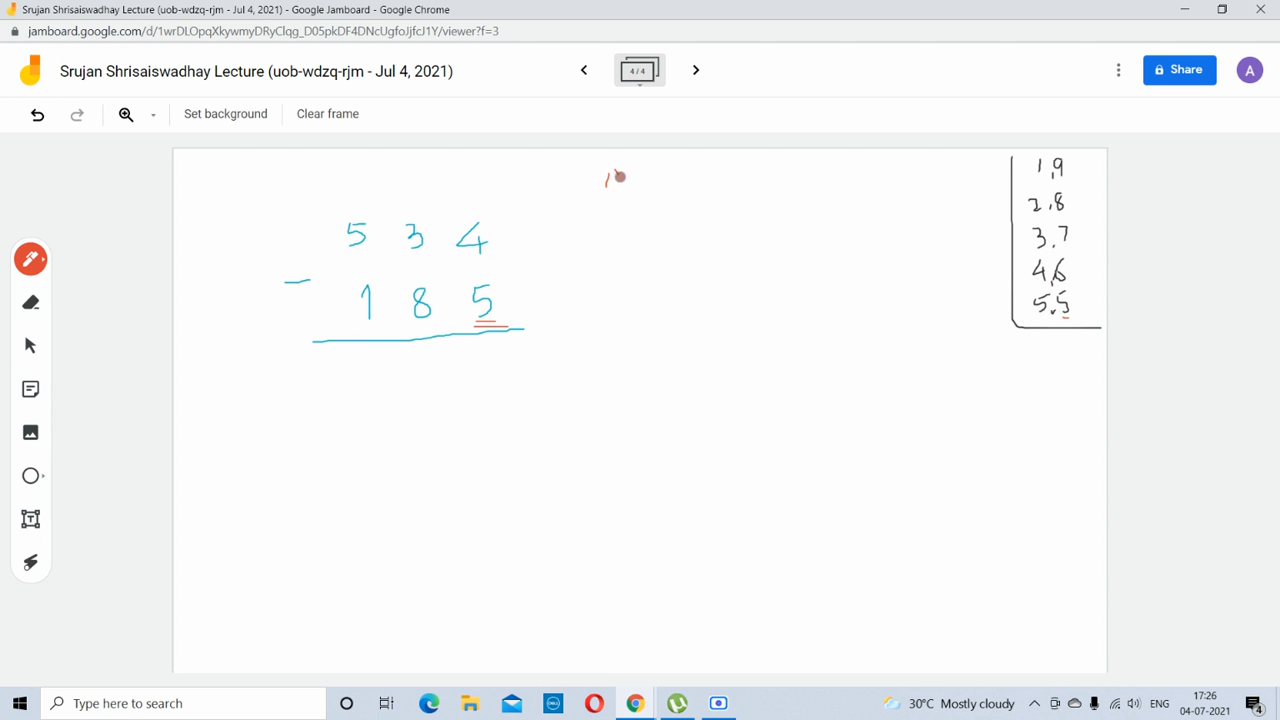 Srujan Shrisaiswadhay Lecture (uob-wdzq-rjm - Jul 4, 2021) - Google Jamboard - Google Chrome
jamboard.google.com/d/1wrDLOpqXkywmyDRyClqg_D05pkDF4DNcUgfoJjfcJ1Y/viewer?f=3
Srujan Shrisaiswadhay Lecture (uob-wdzq-rjm - Jul 4, 2021)
4 / 4
Share
A
Set background
Clear frame
1
5 3 4
- 1 8 5
1,9
2,8
3,7
4,6
5,5
Type here to search
DELL
30°C Mostly cloudy
ENG
17:26
04-07-2021
4